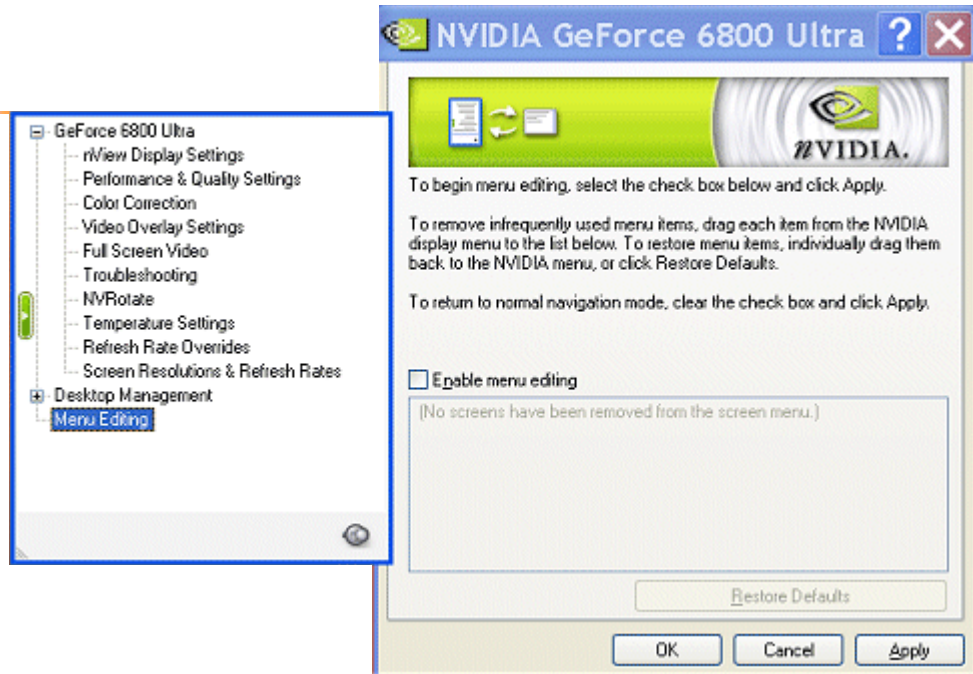 NVIDIA GeForce 6800 Ultra
NVIDIA.
GeForce 6800 Ultra
nView Display Settings
Performance & Quality Settings
Color Correction
Video Overlay Settings
Full Screen Video
Troubleshooting
NVRotate
Temperature Settings
Refresh Rate Overrides
Screen Resolutions & Refresh Rates
Desktop Management
Menu Editing
To begin menu editing, select the check box below and click Apply.
To remove infrequently used menu items, drag each item from the NVIDIA
display menu to the list below. To restore menu items, individually drag them
back to the NVIDIA menu, or click Restore Defaults.
To return to normal navigation mode, clear the check box and click Apply.
Enable menu editing
(No screens have been removed from the screen menu.)
Restore Defaults
OK Cancel Apply